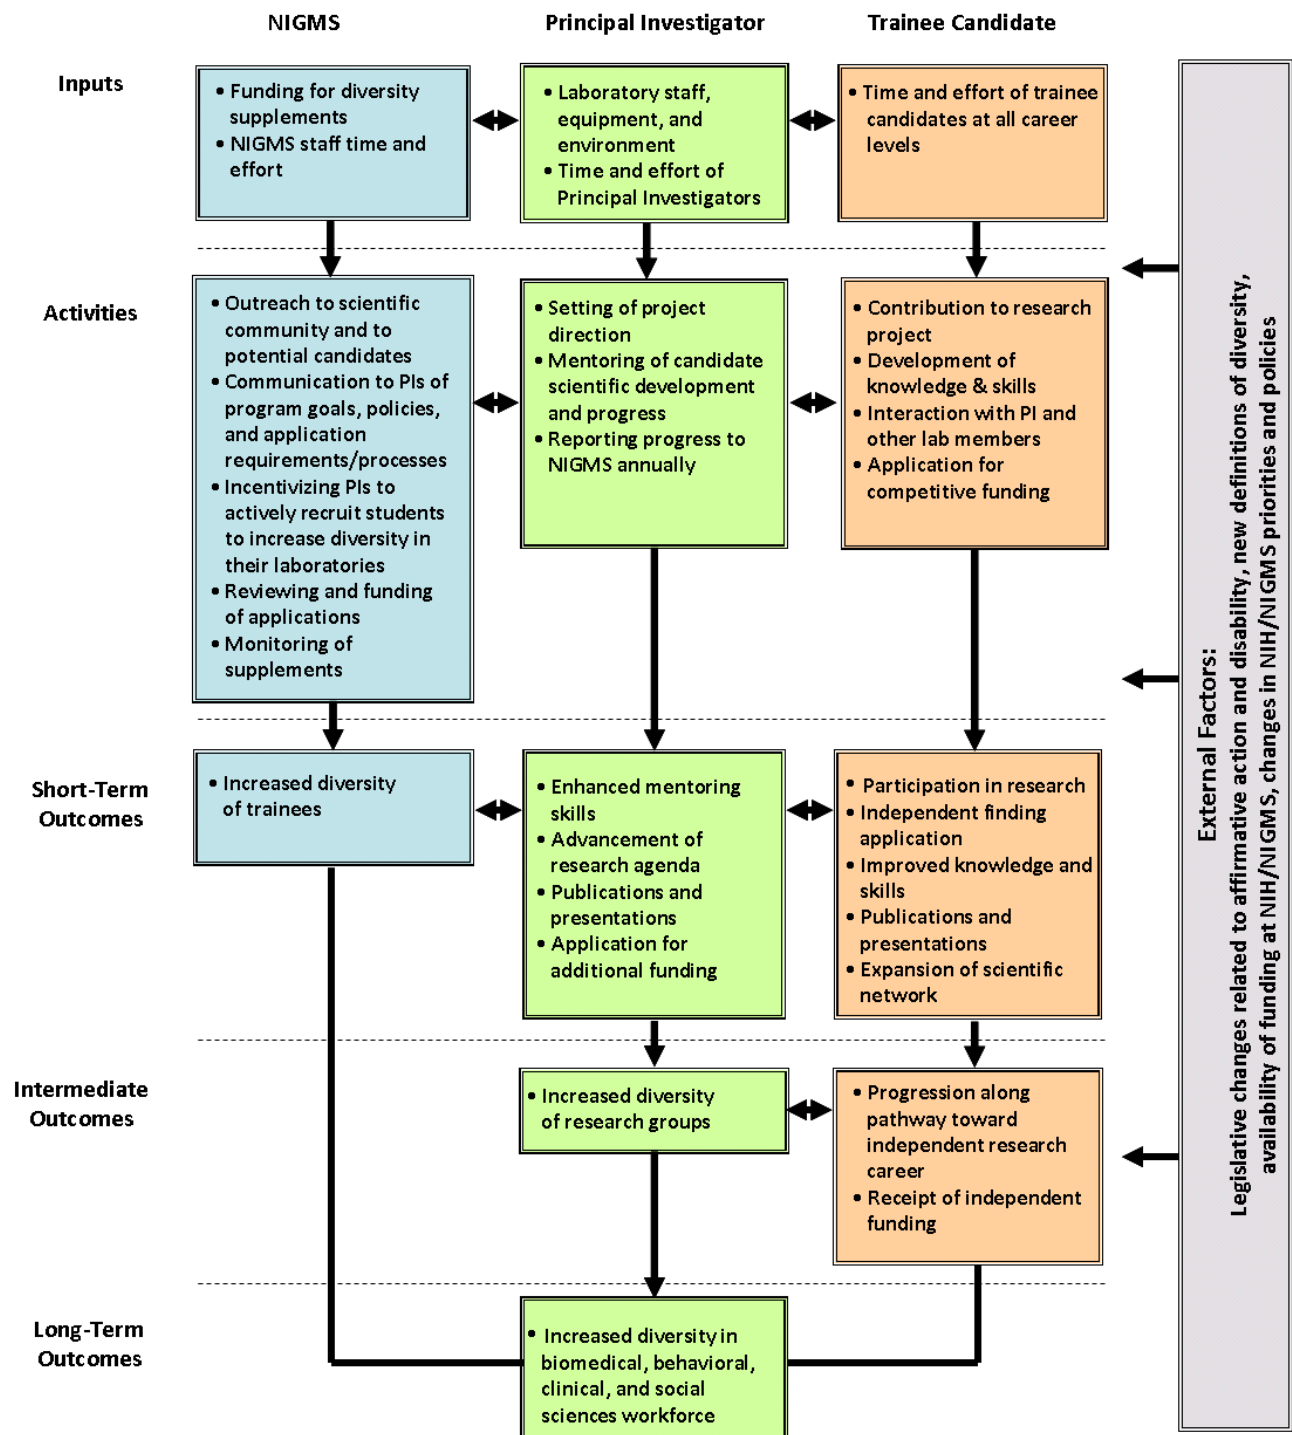 NIGMS
Principal Investigator
Trainee Candidate
Inputs
• Funding for diversity
supplements
• NIGMS staff time and
effort
• Laboratory staff,
equipment, and
environment
• Time and effort of
Principal Investigators
• Time and effort of trainee
candidates at all career
levels
Activities
• Outreach to scientific
community and to
potential candidates
• Communication to PIs of
program goals, policies,
and application
requirements/processes
• Incentivizing PIs to
actively recruit students
to increase diversity in
their laboratories
• Reviewing and funding
of applications
• Monitoring of
supplements
• Setting of project
direction
• Mentoring of candidate
scientific development
and progress
• Reporting progress to
NIGMS annually
• Contribution to research
project
• Development of
knowledge & skills
• Interaction with PI and
other lab members
• Application for
competitive funding
Short-Term
Outcomes
• Increased diversity
of trainees
• Enhanced mentoring
skills
• Advancement of
research agenda
• Publications and
presentations
• Application for
additional funding
• Participation in research
• Independent finding
application
• Improved knowledge and
skills
• Publications and
presentations
• Expansion of scientific
network
Intermediate
Outcomes
• Increased diversity
of research groups
• Progression along
pathway toward
independent research
career
• Receipt of independent
funding
Long-Term
Outcomes
• Increased diversity in
biomedical, behavioral,
clinical, and social
sciences workforce
External Factors:
Legislative changes related to affirmative action and disability, new definitions of diversity,
availability of funding at NIH/NIGMS, changes in NIH/NIGMS priorities and policies